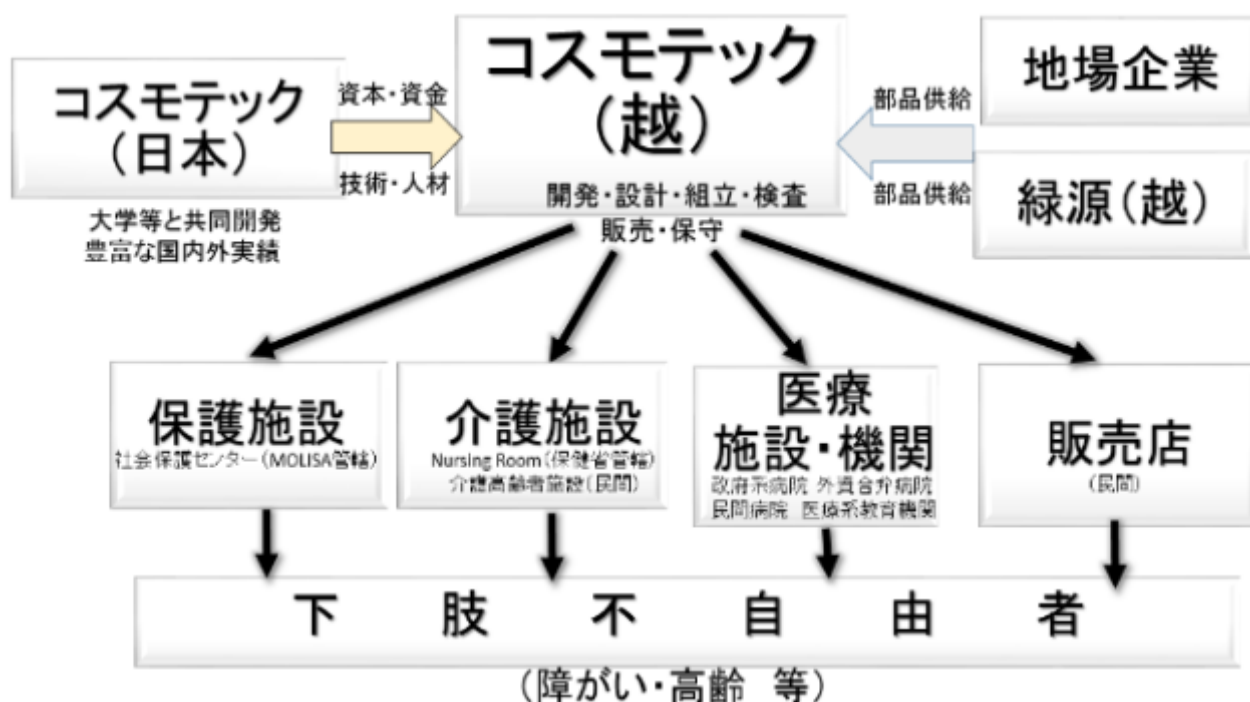 コスモテック
(日本)
大学等と共同開発
豊富な国内外実績
資本・資金
技術・人材
コスモテック
(越)
開発・設計・組立・検査
販売・保守
部品供給
部品供給
地場企業
緑源(越)
保護施設
社会保護センター(MOLISA管轄)
介護施設
Nursing Room(保健省管轄)
介護高齢者施設(民間)
医療
施設・機関
政府系病院 外資合弁病院
民間病院 医療系教育機関
販売店
(民間)
下 肢 不 自 由 者
(障がい・高齢 等)